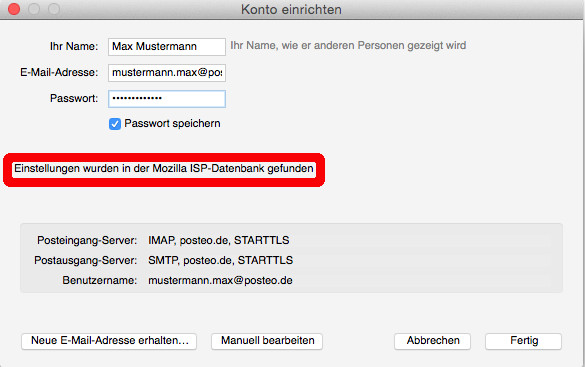 Konto einrichten
Ihr Name: Max Mustermann Ihr Name, wie er anderen Personen gezeigt wird
E-Mail-Adresse: mustermann.max@pos
Passwort: •••••••••••••
Passwort speichern
Einstellungen wurden in der Mozilla ISP-Datenbank gefunden
Posteingang-Server: IMAP, posteo.de, STARTTLS
Postausgang-Server: SMTP, posteo.de, STARTTLS
Benutzername: mustermann.max@posteo.de
Neue E-Mail-Adresse erhalten… Manuell bearbeiten Abbrechen Fertig